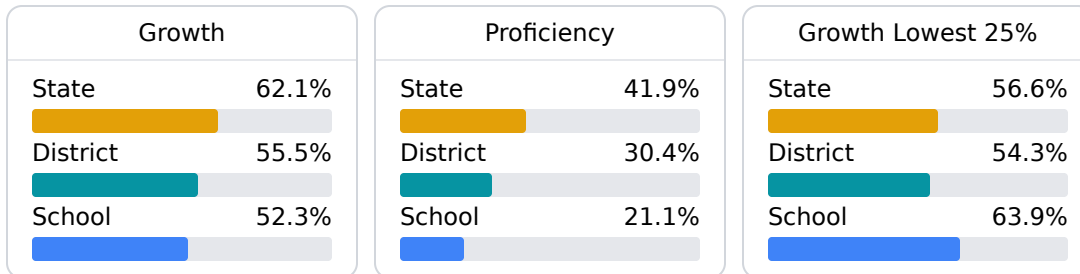 Growth
State 62.1%
District 55.5%
School 52.3%
Proficiency
State 41.9%
District 30.4%
School 21.1%
Growth Lowest 25%
State 56.6%
District 54.3%
School 63.9%